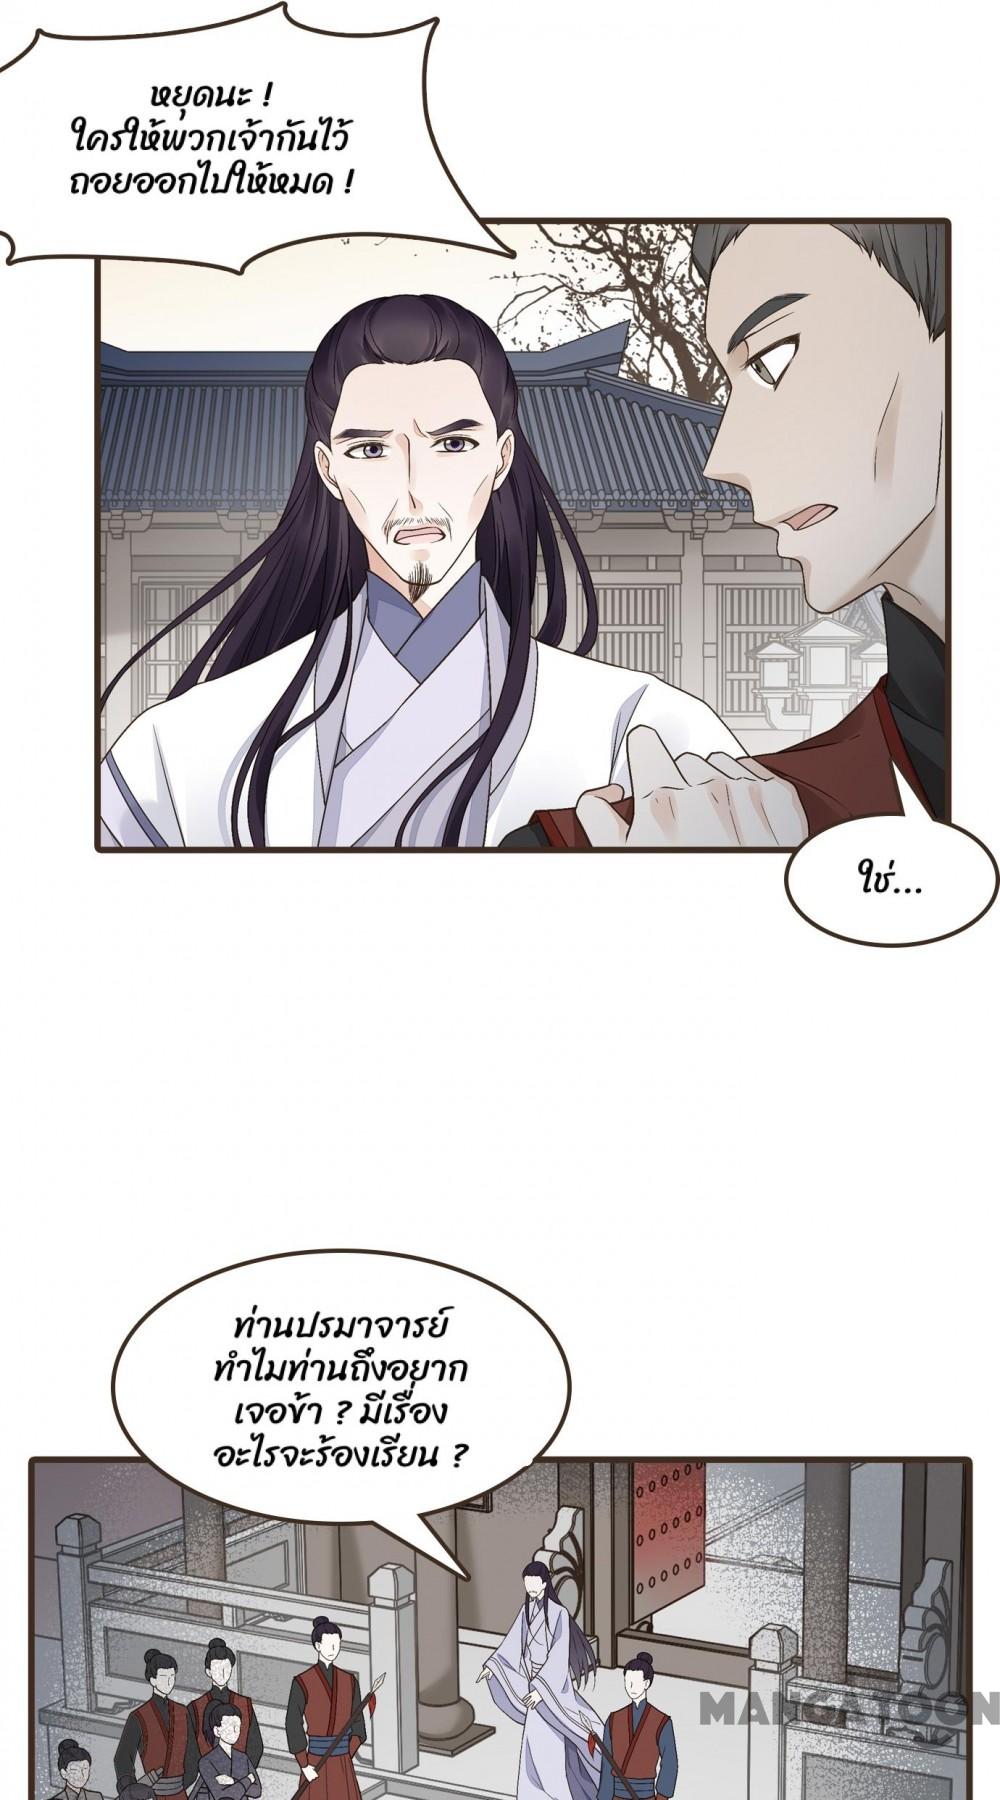 หยุดนะ !
ใครให้พวกเจ้ากันไว้
ถอยออกไปให้หมด !
ใช่...
ท่านปรมาจารย์
ทำไมท่านถึงอยาก
เจอข้า ? มีเรื่อง
อะไรจะร้องเรียน ?
MANGATOON